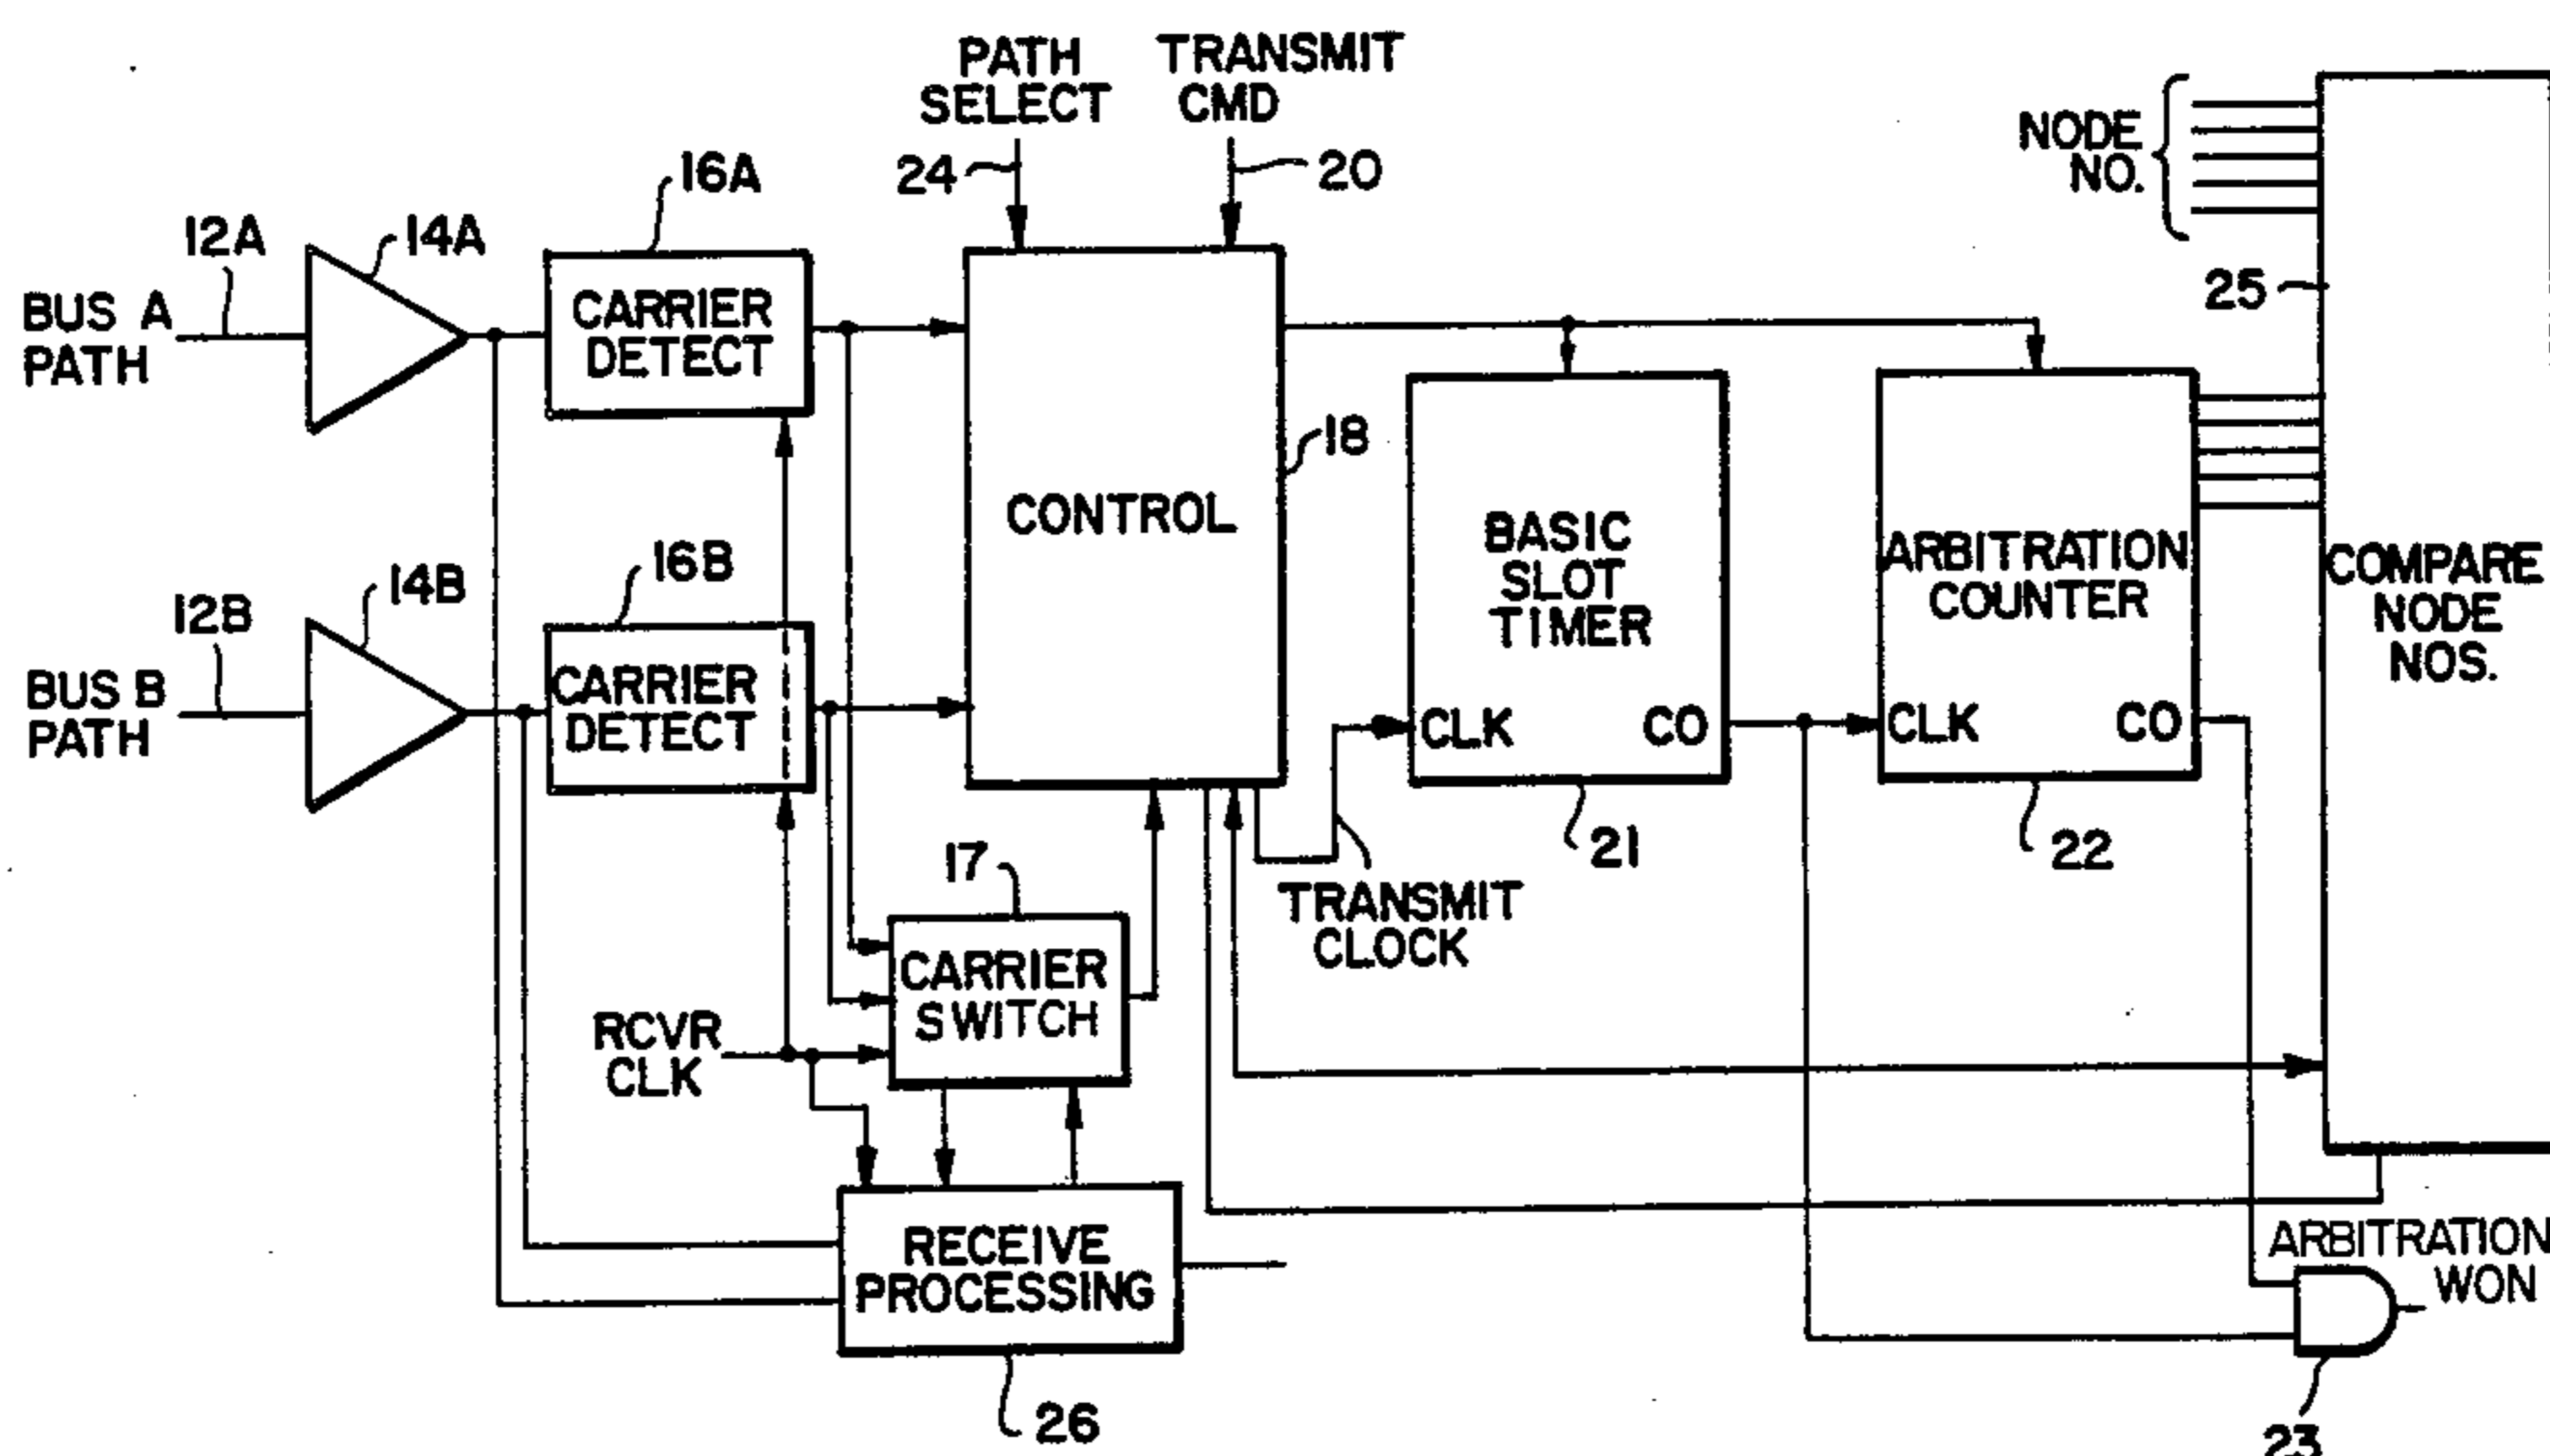 PATH
SELECT
TRANSMIT
CMD
24
20
NODE
NO.
16A
12A
14A
BUS A
PATH
CARRIER
DETECT
25
18
CONTROL
16B
12B
14B
BUS B
PATH
CARRIER
DETECT
BASIC
SLOT
TIMER
CLK
CO
ARBITRATION
COUNTER
CLK
CO
COMPARE
NODE
NOS.
21
22
17
TRANSMIT
CLOCK
CARRIER
SWITCH
RCVR
CLK
RECEIVE
PROCESSING
ARBITRATION
WON
26
23